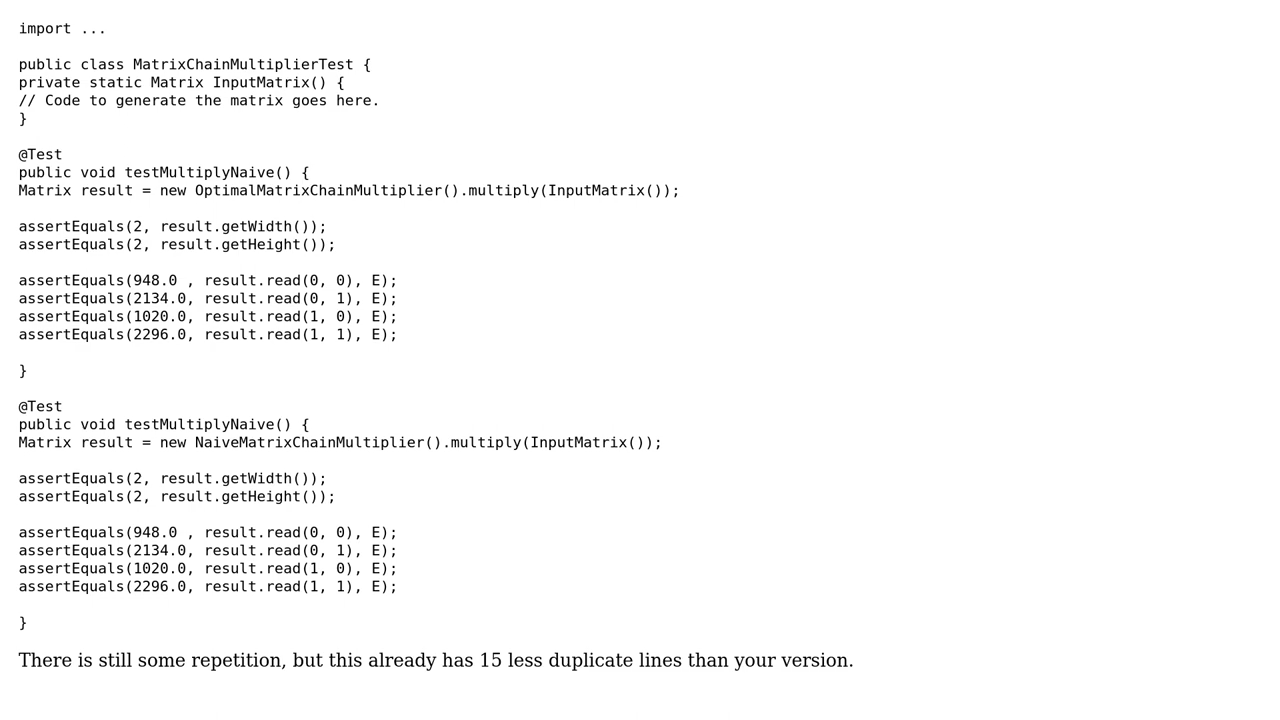 import ...

public class MatrixChainMultiplierTest {
private static Matrix InputMatrix() {
// Code to generate the matrix goes here.
}

@Test
public void testMultiplyNaive() {
Matrix result = new OptimalMatrixChainMultiplier().multiply(InputMatrix());

assertEquals(2, result.getWidth());
assertEquals(2, result.getHeight());

assertEquals(948.0 , result.read(0, 0), E);
assertEquals(2134.0, result.read(0, 1), E);
assertEquals(1020.0, result.read(1, 0), E);
assertEquals(2296.0, result.read(1, 1), E);

}

@Test
public void testMultiplyNaive() {
Matrix result = new NaiveMatrixChainMultiplier().multiply(InputMatrix());

assertEquals(2, result.getWidth());
assertEquals(2, result.getHeight());

assertEquals(948.0 , result.read(0, 0), E);
assertEquals(2134.0, result.read(0, 1), E);
assertEquals(1020.0, result.read(1, 0), E);
assertEquals(2296.0, result.read(1, 1), E);

}

There is still some repetition, but this already has 15 less duplicate lines than your version.